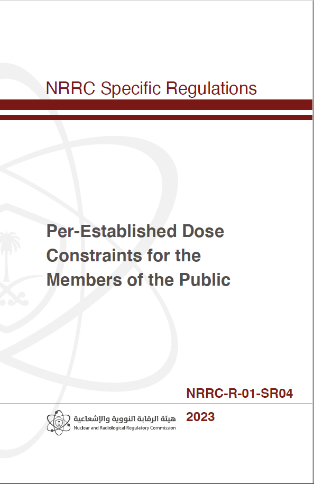 NRRC Specific Regulations
Per-Established Dose
Constraints for the
Members of the Public
NRRC-R-01-SR04
هيئة الرقابة النووية والإشعاعية
Nuclear and Radiological Regulatory Commission
2023